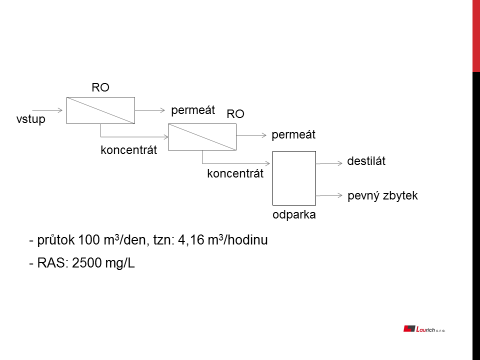 RO
vstup
permeát
RO
koncentrát
permeát
koncentrát
destilát
pevný zbytek
odparka
- průtok 100 m³/den, tzn: 4,16 m³/hodinu
- RAS: 2500 mg/L
Laurich s.r.o.